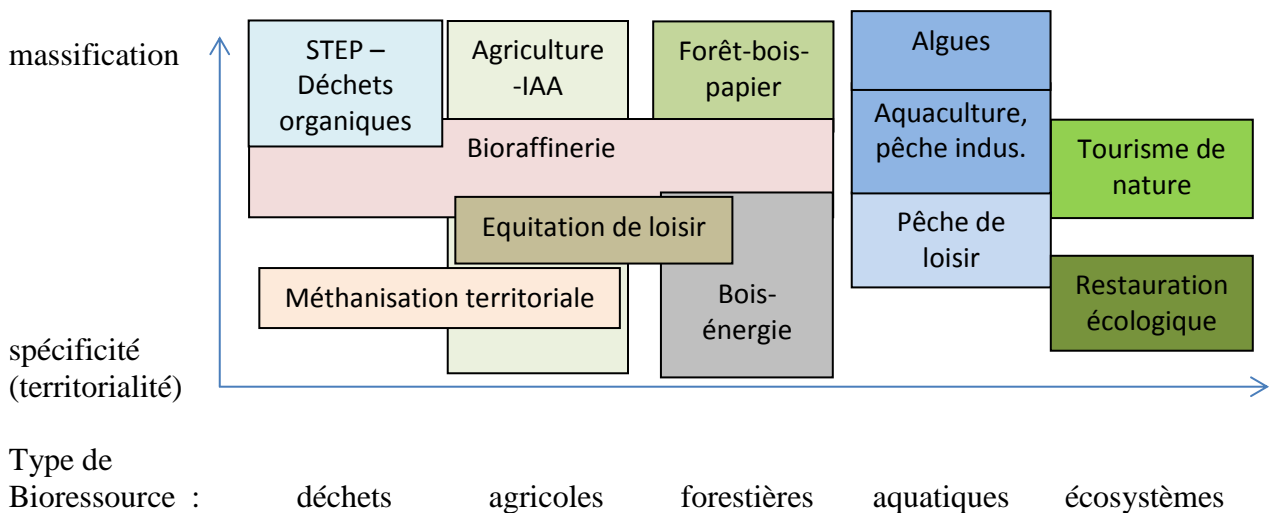 massification
STEP –
Déchets
organiques
Agriculture
-IAA
Forêt-bois-
papier
Algues
Aquaculture,
pêche indus.
Bioraffinerie
Tourisme de
nature
Equitation de loisir
Pêche de
loisir
Méthanisation territoriale
Bois-
énergie
Restauration
écologique
spécificité
(territorialité)
Type de
Bioressource : déchets agricoles forestières aquatiques écosystèmes